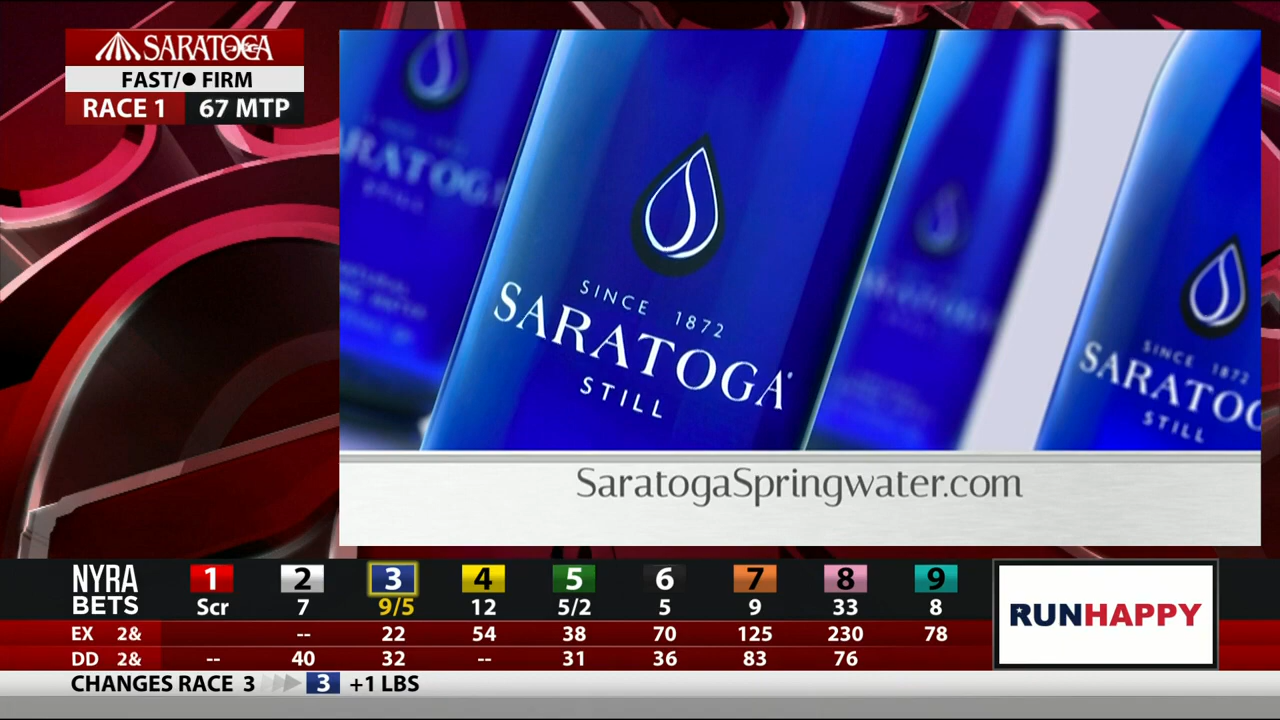 SARATOGA
FAST/● FIRM
RACE 1 67 MTP
SINCE 1872
SARATOGA
STILL
SINCE 1872
SARATOG
STILL
RATOGA
SaratogaSpringwater.com
NYRA BETS
1 2 3 4 5 6 7 8 9
Scr 7 9/5 12 5/2 5 9 33 8
EX 2& -- 22 54 38 70 125 230 78
DD 2& -- 40 32 -- 31 36 83 76
RUNHAPPY
CHANGES RACE 3 3 +1 LBS